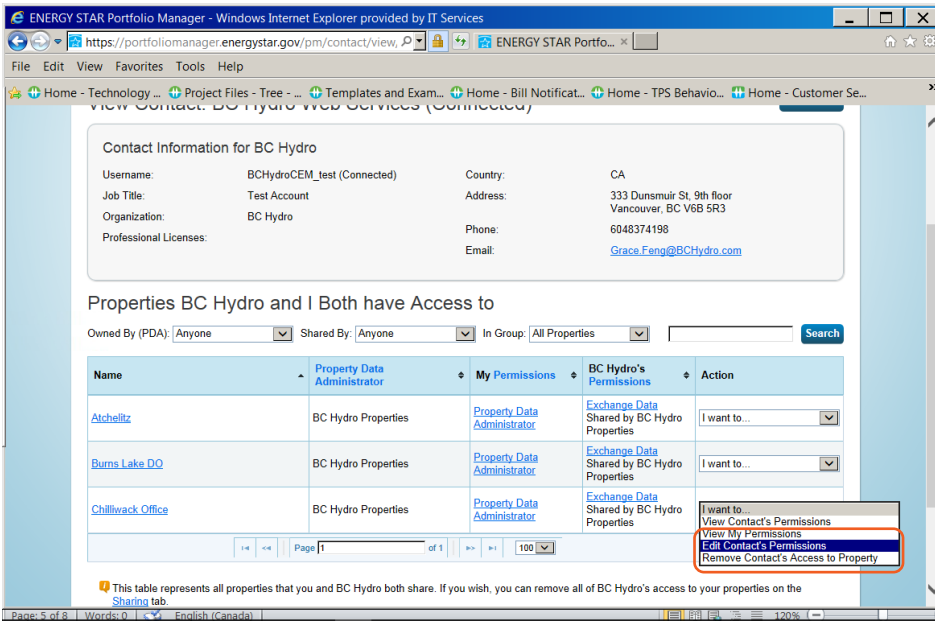 ENERGY STAR Portfolio Manager - Windows Internet Explorer provided by IT Services
https://portfoliomanager.energystar.gov/pm/contact/view,
ENERGY STAR Portfo... ×
File Edit View Favorites Tools Help
Home - Technology ... Project Files - Tree - ... Templates and Exam... Home - Bill Notificat... Home - TPS Behavio... Home - Customer Se...
View Contact: BC Hydro Web Services (Connected)
Contact Information for BC Hydro
Username: BCHydroCEM_test (Connected) Country: CA
Job Title: Test Account Address: 333 Dunsmuir St, 9th floor
Vancouver, BC V6B 5R3
Organization: BC Hydro
Phone: 6048374198
Professional Licenses:
Email: Grace.Feng@BCHydro.com
Properties BC Hydro and I Both have Access to
Owned By (PDA): Anyone Shared By: Anyone In Group: All Properties Search
Name Property Data Administrator My Permissions BC Hydro's Permissions Action
Atchelitz BC Hydro Properties Property Data Administrator Exchange Data Shared by BC Hydro Properties I want to...
Burns Lake DO BC Hydro Properties Property Data Administrator Exchange Data Shared by BC Hydro Properties I want to...
Chilliwack Office BC Hydro Properties Property Data Administrator Exchange Data Shared by BC Hydro Properties
I want to...
View Contact's Permissions
View My Permissions
Edit Contact's Permissions
Remove Contact's Access to Property
Page 1 of 1 100
This table represents all properties that you and BC Hydro both share. If you wish, you can remove all of BC Hydro's access to your properties on the
Sharing tab.
Page: 5 of 8 Words: 0 English (Canada) 120%